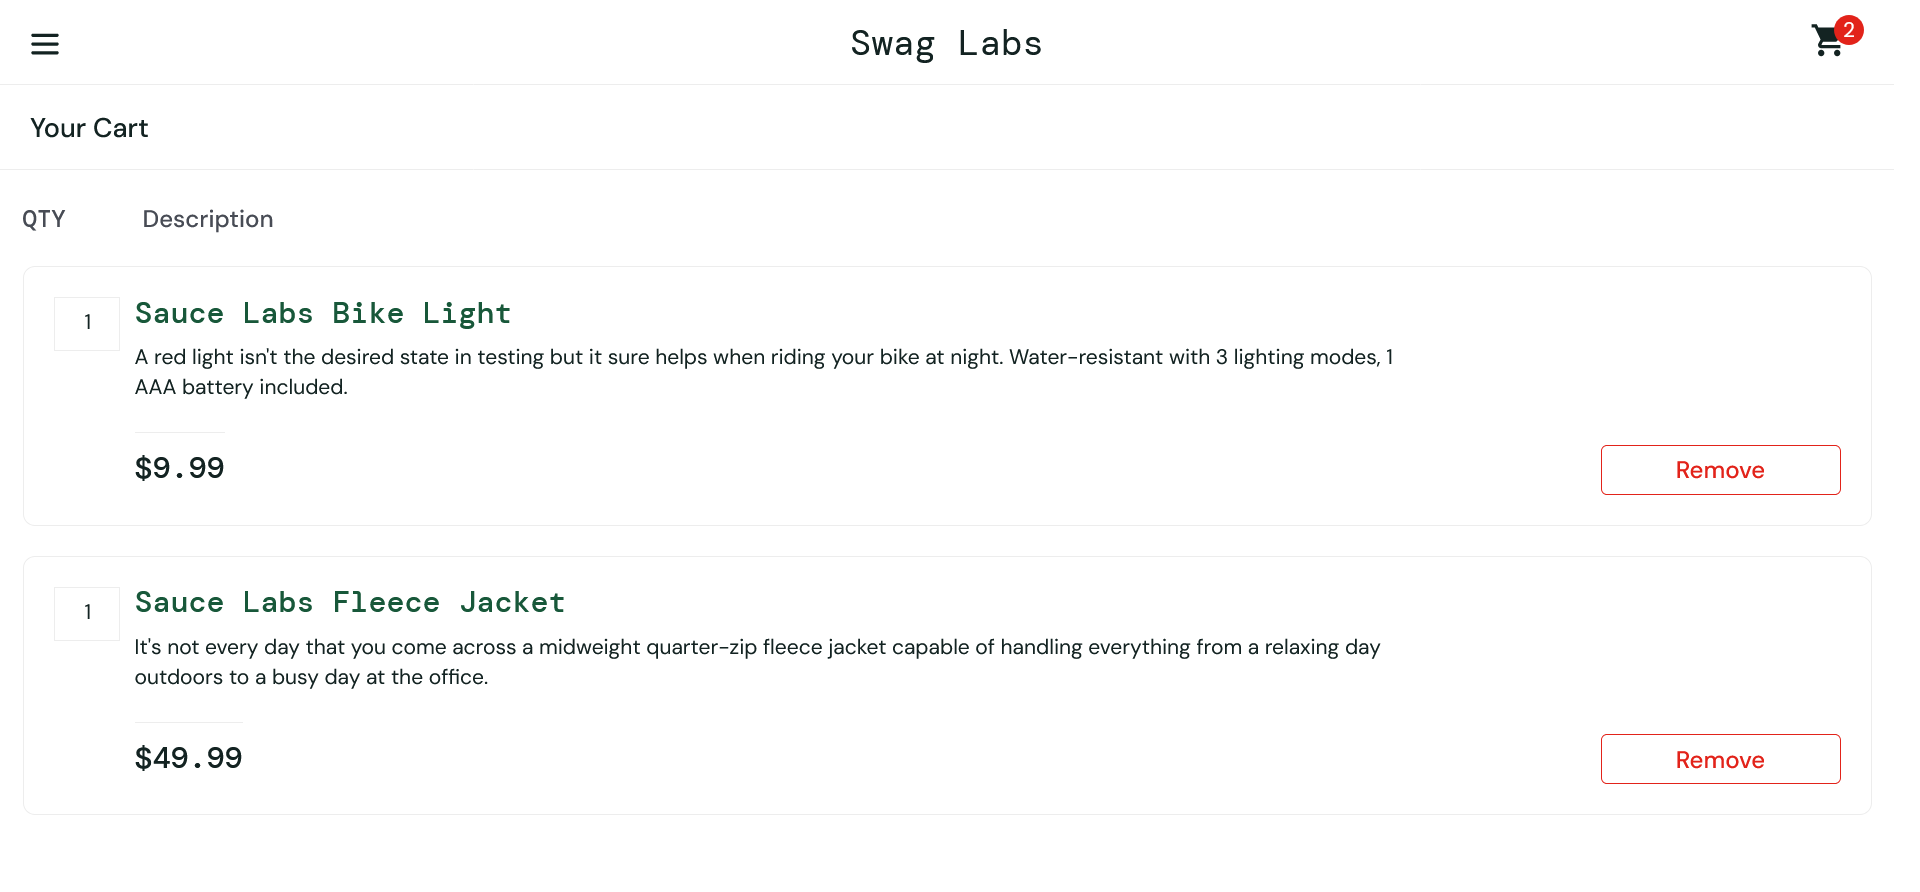 Swag Labs
2
Your Cart
QTY Description
1
Sauce Labs Bike Light
A red light isn't the desired state in testing but it sure helps when riding your bike at night. Water-resistant with 3 lighting modes, 1
AAA battery included.
$9.99
Remove
1
Sauce Labs Fleece Jacket
It's not every day that you come across a midweight quarter-zip fleece jacket capable of handling everything from a relaxing day
outdoors to a busy day at the office.
$49.99
Remove